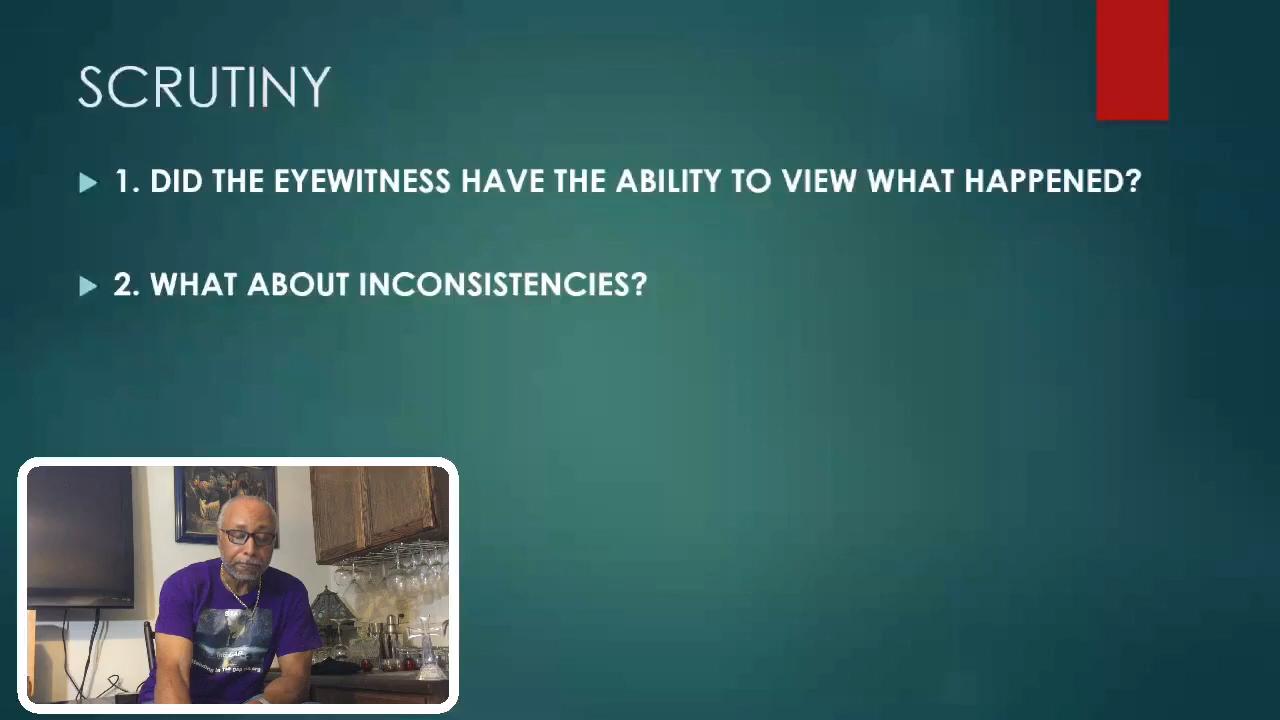 SCRUTINY
1. DID THE EYEWITNESS HAVE THE ABILITY TO VIEW WHAT HAPPENED?
2. WHAT ABOUT INCONSISTENCIES?